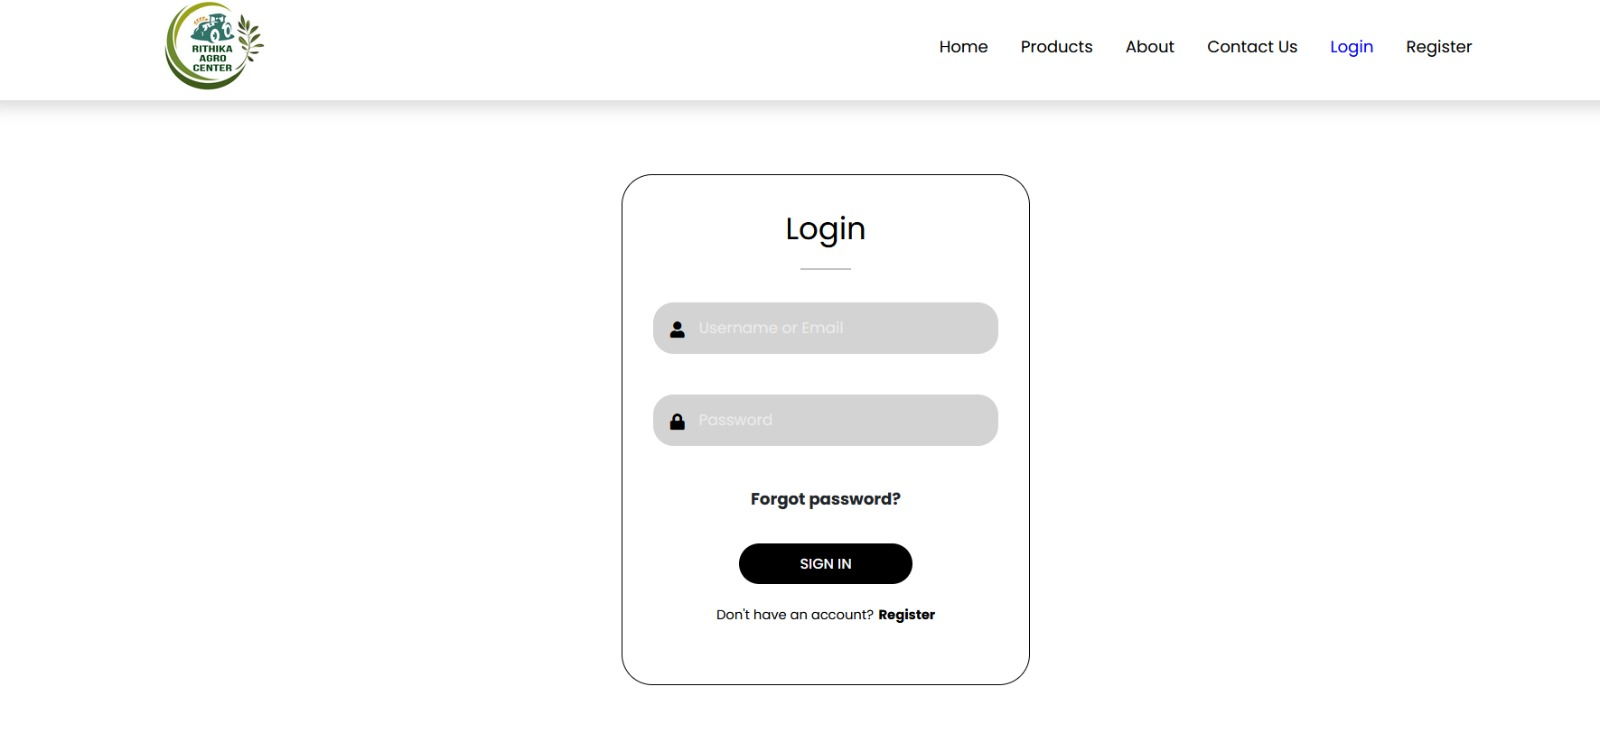 RITHIKA
AGRO
CENTER
Home Products About Contact Us Login Register
Login
Username or Email
Password
Forgot password?
SIGN IN
Don't have an account? Register